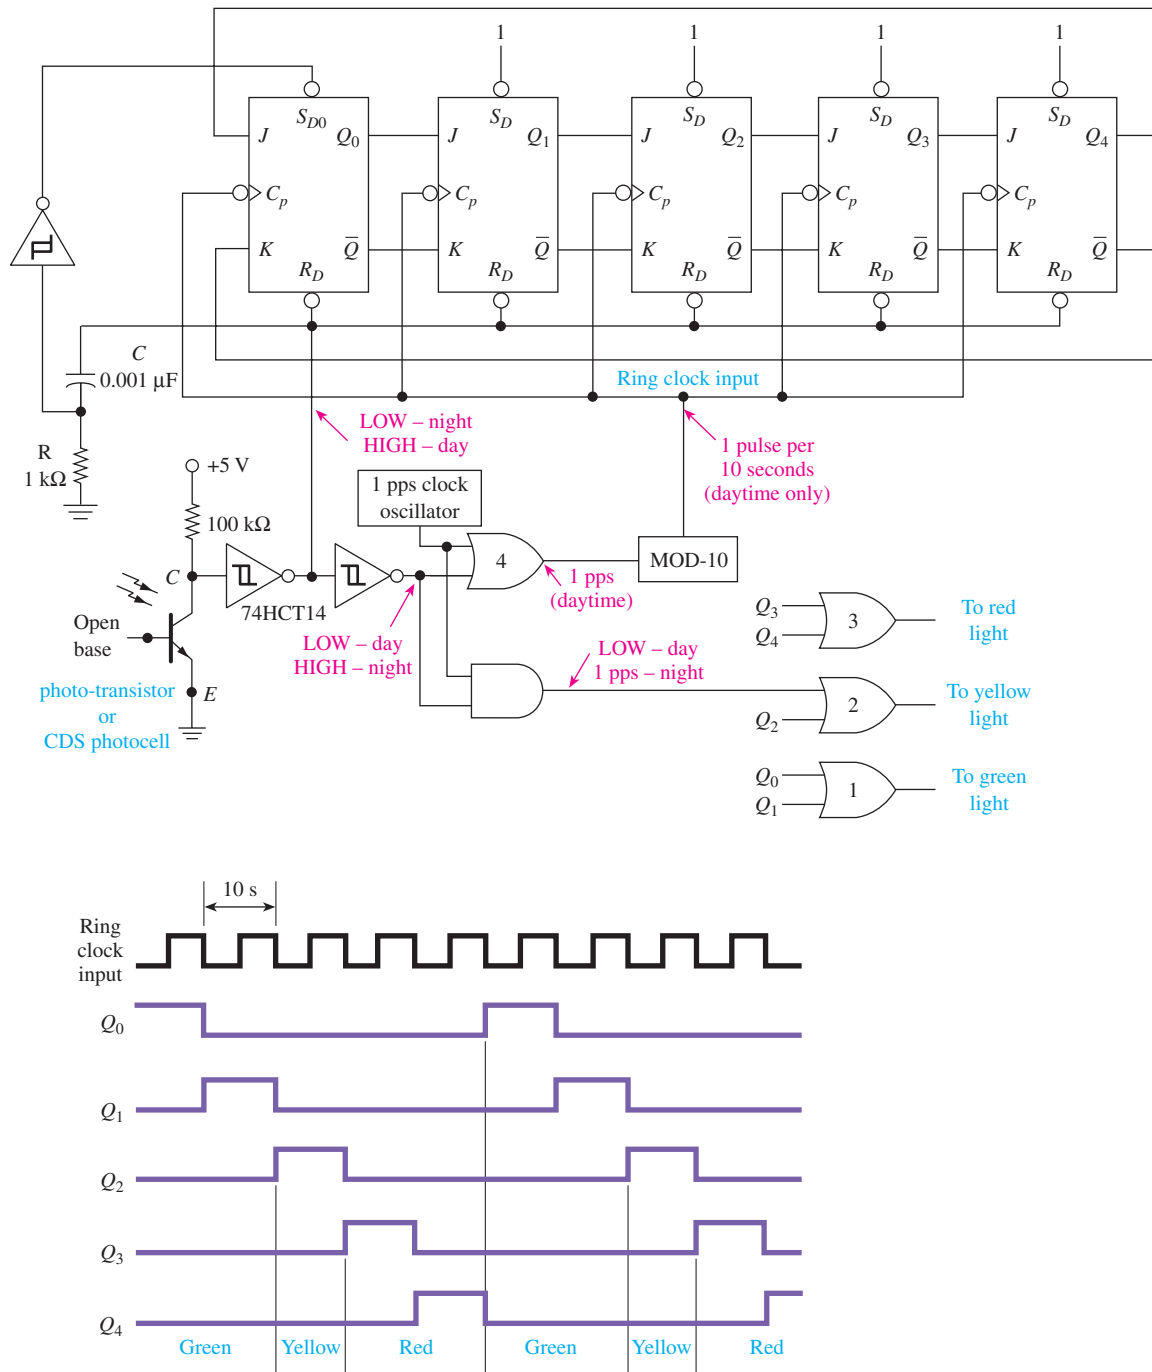 1 1 1 1
S_D0 S_D S_D S_D S_D
J Q_0 J Q_1 J Q_2 J Q_3 J Q_4
C_p C_p C_p C_p C_p
K Q̅ K Q̅ K Q̅ K Q̅ K Q̅
R_D R_D R_D R_D R_D
C
0.001 μF
Ring clock input
R
1 kΩ
LOW – night
HIGH – day
1 pulse per
10 seconds
(daytime only)
+5 V
100 kΩ
1 pps clock
oscillator
4
MOD-10
C
74HCT14
1 pps
(daytime)
Open
base
LOW – day
HIGH – night
E
photo-transistor
or
CDS photocell
LOW – day
1 pps – night
Q_3
Q_4
3
To red
light
Q_2
2
To yellow
light
Q_0
Q_1
1
To green
light
10 s
Ring
clock
input
Q_0
Q_1
Q_2
Q_3
Q_4
Green Yellow Red Green Yellow Red